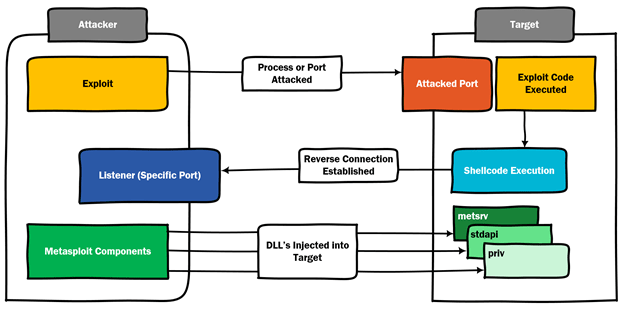 Attacker
Target
Exploit
Process or Port
Attacked
Attacked Port
Exploit Code
Executed
Listener (Specific Port)
Reverse Connection
Established
Shellcode Execution
Metasploit Components
DLL's Injected into
Target
metsrv
stdapi
priv